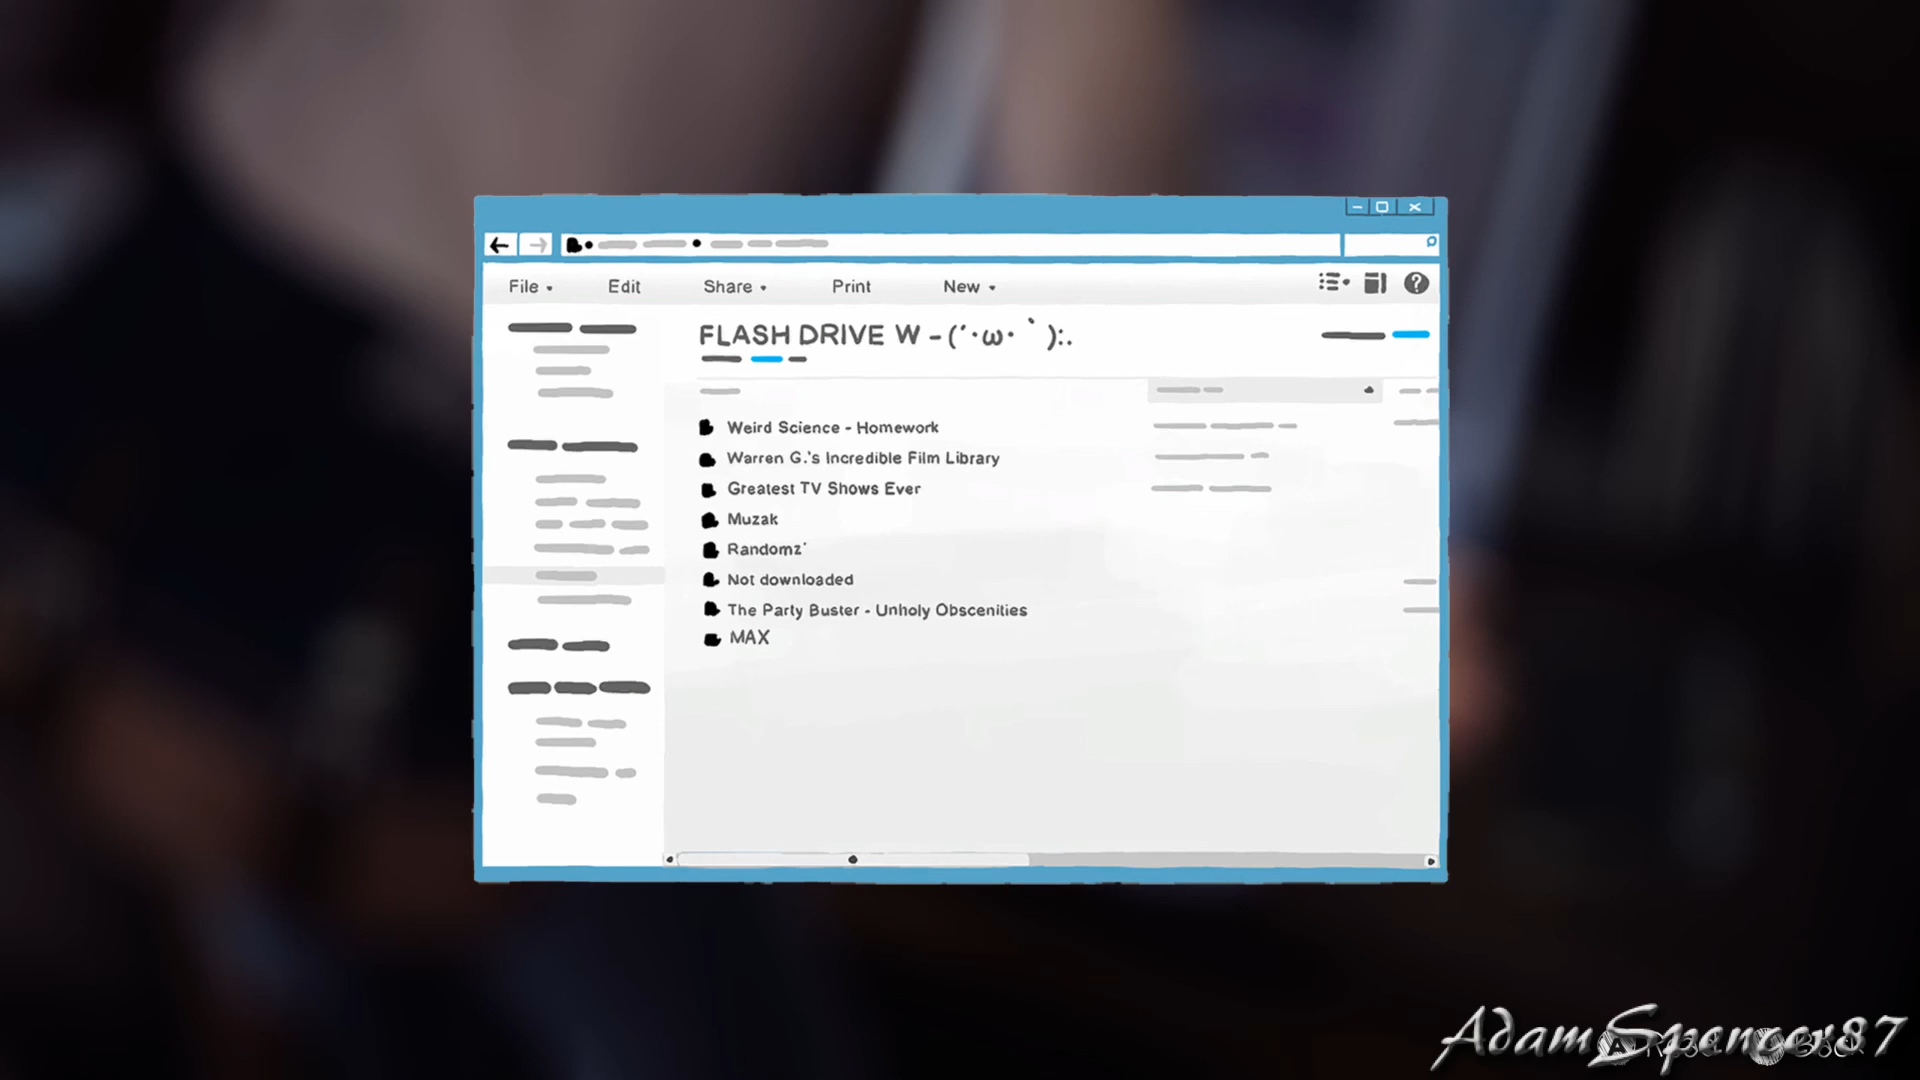 File
Edit
Share
Print
New
FLASH DRIVE W - (´・ω・｀):.
Weird Science - Homework
Warren G.'s Incredible Film Library
Greatest TV Shows Ever
Muzak
Randomz'
Not downloaded
The Party Buster - Unholy Obscenities
MAX
AdamSpencer87